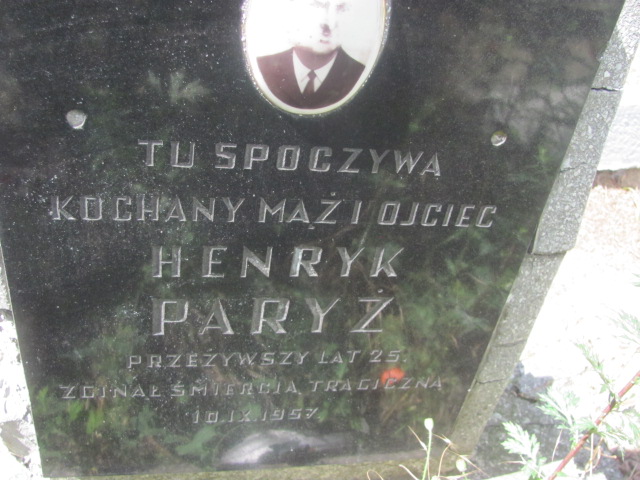 TU SPOCZYWA
KOCHANY MĄŻ I OJCIEC
HENRYK
PARYŻ
PRZEŻYWSZY LAT 25.
ZGINĄŁ ŚMIERCIĄ TRAGICZNĄ
10.IX.1957